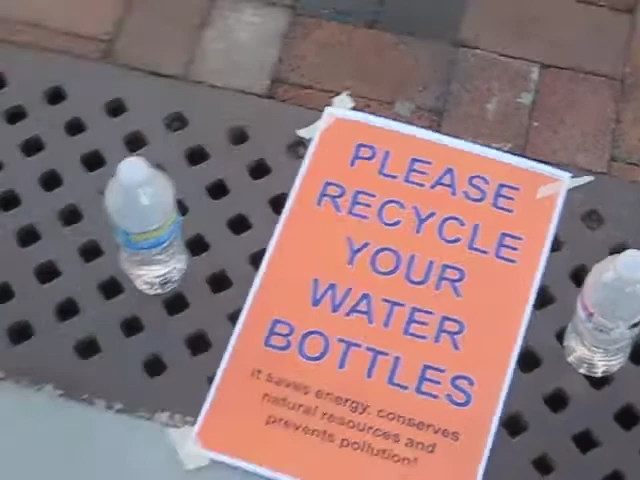 PLEASE
RECYCLE
YOUR
WATER
BOTTLES
It saves energy, conserves
natural resources and
prevents pollution!